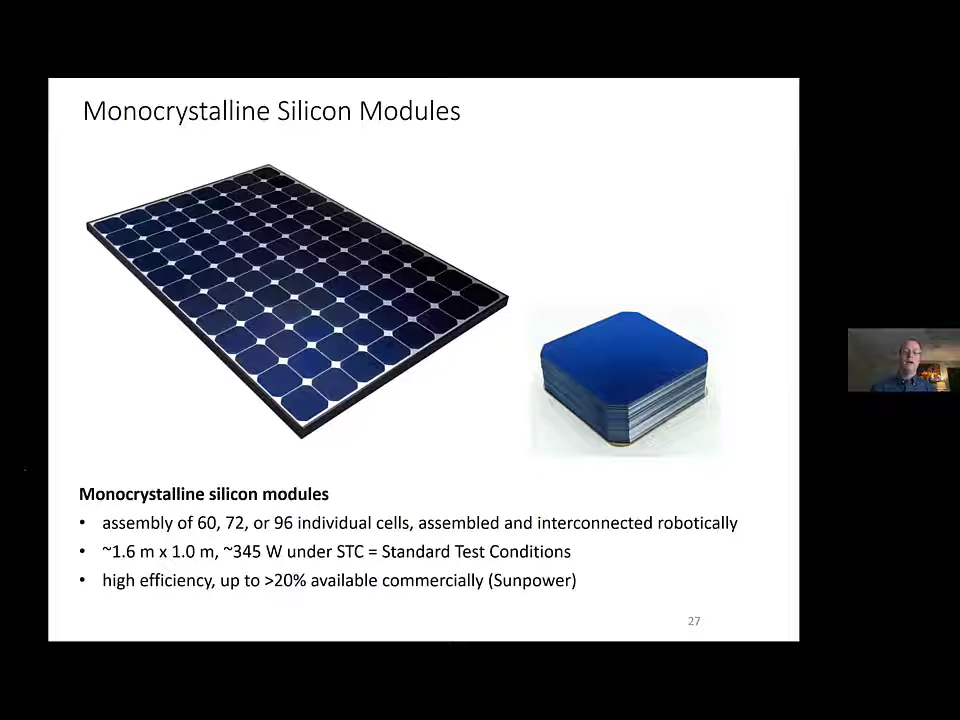 Monocrystalline Silicon Modules
Monocrystalline silicon modules
• assembly of 60, 72, or 96 individual cells, assembled and interconnected robotically
• ~1.6 m x 1.0 m, ~345 W under STC = Standard Test Conditions
• high efficiency, up to >20% available commercially (Sunpower)
27